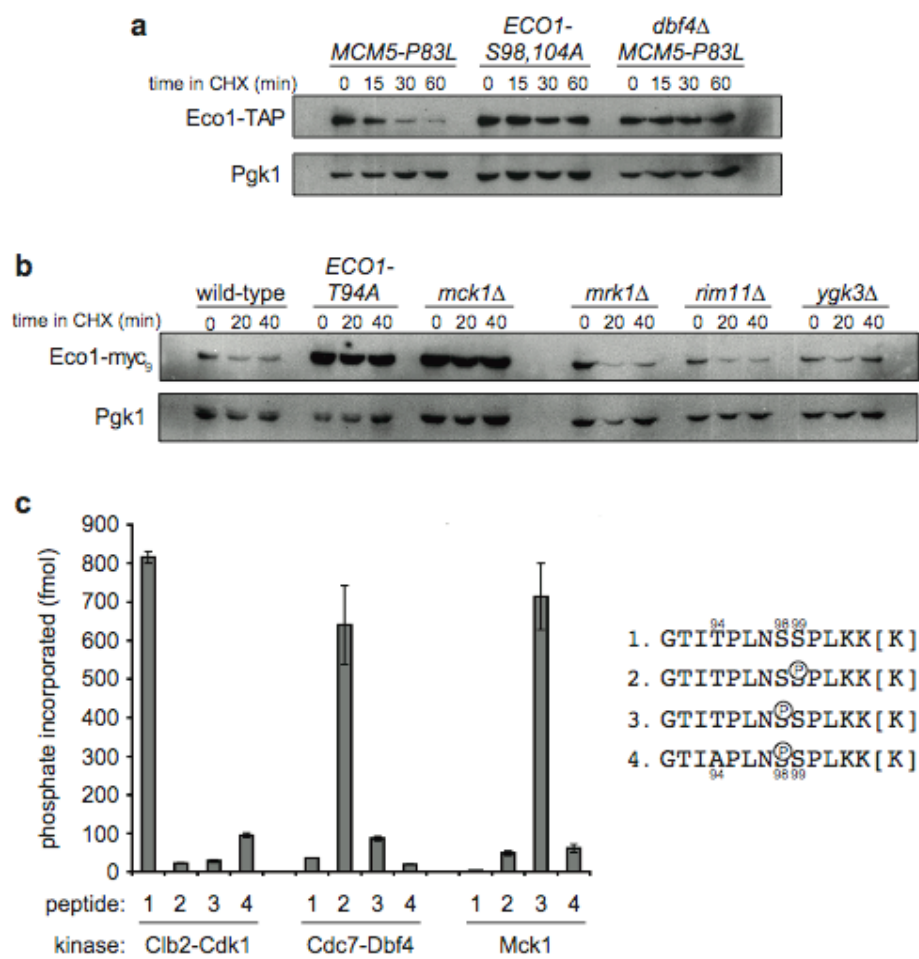 a
MCM5-P83L ECO1-S98,104A dbf4Δ MCM5-P83L
time in CHX (min) 0 15 30 60 0 15 30 60 0 15 30 60
Eco1-TAP
Pgk1
b
wild-type ECO1-T94A mck1Δ mrk1Δ rim11Δ ygk3Δ
time in CHX (min) 0 20 40 0 20 40 0 20 40 0 20 40 0 20 40 0 20 40
Eco1-myc9
Pgk1
c
phosphate incorporated (fmol)
900
800
700
600
500
400
300
200
100
0
peptide: 1 2 3 4 1 2 3 4 1 2 3 4
kinase: Clb2-Cdk1 Cdc7-Dbf4 Mck1
94 98 99
1. GTITPLNSSPLKK[K]
P
2. GTITPLNSSPLKK[K]
P
3. GTITPLNSSPLKK[K]
P
4. GTIAPLNSSPLKK[K]
94 98 99